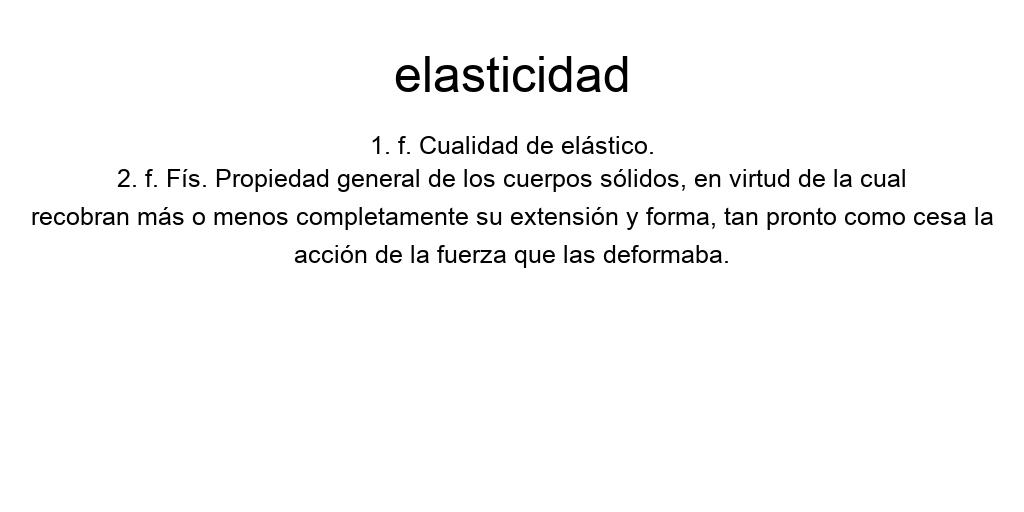 elasticidad
1. f. Cualidad de elástico.
2. f. Fís. Propiedad general de los cuerpos sólidos, en virtud de la cual
recobran más o menos completamente su extensión y forma, tan pronto como cesa la
acción de la fuerza que las deformaba.